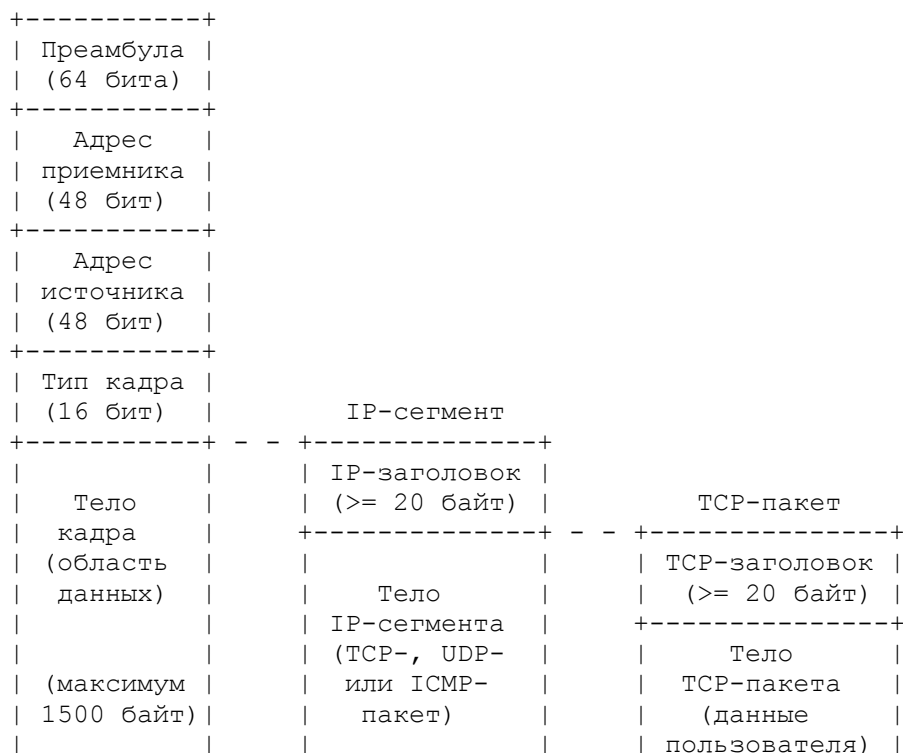 +-----------+
| Преамбула |
| (64 бита) |
+-----------+
|   Адрес   |
| приемника |
| (48 бит)  |
+-----------+
|   Адрес   |
| источника |
| (48 бит)  |
+-----------+
| Тип кадра |
| (16 бит)  |       IP-сегмент
+-----------+ - - +--------------+
|           |     | IP-заголовок |
|   Тело    |     | (>= 20 байт) |         TCP-пакет
|  кадра    |     +--------------+ - - +---------------+
| (область  |     |              |     | TCP-заголовок |
|  данных)  |     |   Тело       |     |  (>= 20 байт) |
|           |     | IP-сегмента  |     +---------------+
|           |     | (TCP-, UDP-  |     |     Тело      |
| (максимум |     |  или ICMP-   |     |  TCP-пакета   |
| 1500 байт)|     |   пакет)     |     |   (данные     |
|           |     |              |     | пользователя) |